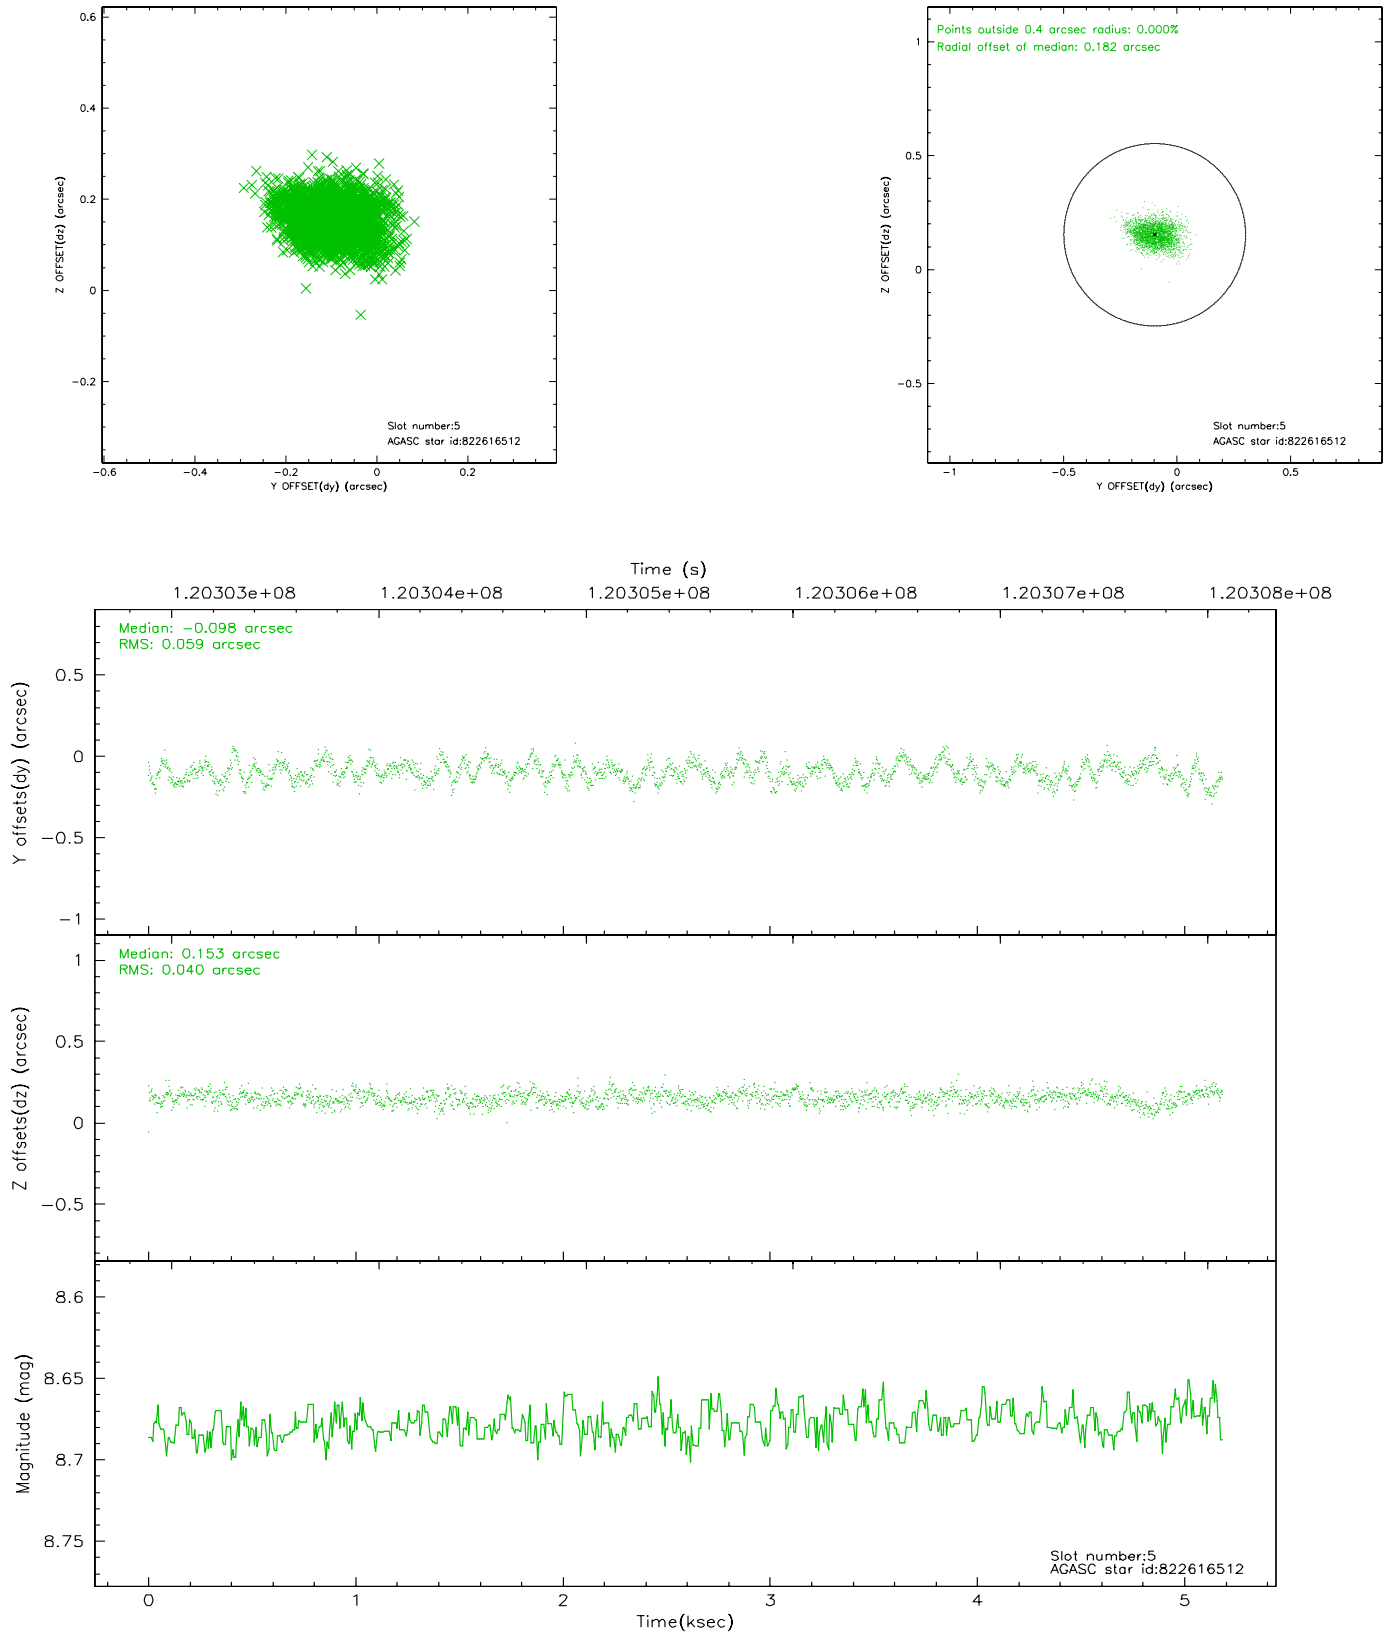 0.6
0.4
0.2
0
−0.2
Z OFFSET(dz) (arcsec)
Slot number:5
AGASC star id:822616512
−0.6 −0.4 −0.2 0 0.2
Y OFFSET(dy) (arcsec)
Points outside 0.4 arcsec radius: 0.000%
Radial offset of median: 0.182 arcsec
1
0.5
0
−0.5
Z OFFSET(dz) (arcsec)
Slot number:5
AGASC star id:822616512
−1 −0.5 0 0.5
Y OFFSET(dy) (arcsec)
Time (s)
1.20303e+08 1.20304e+08 1.20305e+08 1.20306e+08 1.20307e+08 1.20308e+08
Median: −0.098 arcsec
RMS: 0.059 arcsec
0.5
0
−0.5
−1
Y offsets(dy) (arcsec)
Median: 0.153 arcsec
RMS: 0.040 arcsec
1
0.5
0
−0.5
Z offsets(dz) (arcsec)
8.6
8.65
8.7
8.75
Magnitude (mag)
Slot number:5
AGASC star id:822616512
0 1 2 3 4 5
Time(ksec)